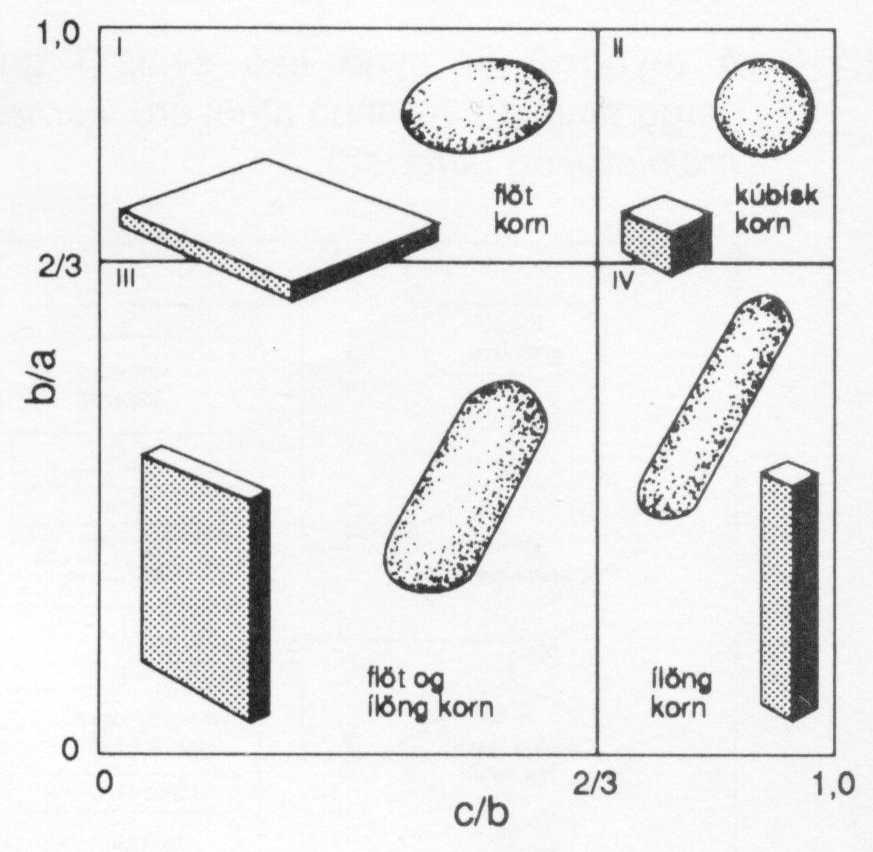 1,0
I
II
flöt
korn
kúbísk
korn
2/3
III
IV
b/a
flöt og
ílöng korn
ílöng
korn
0
0
2/3
1,0
c/b